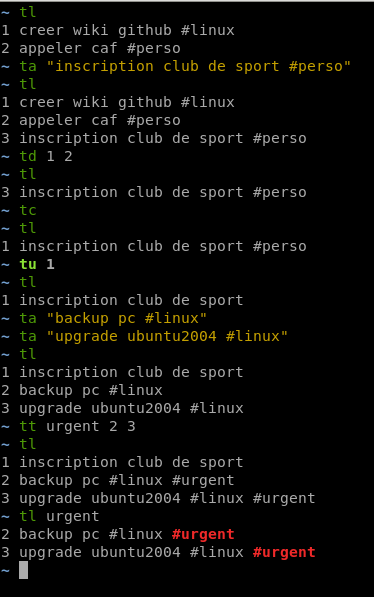 ~ tl
1 creer wiki github #linux
2 appeler caf #perso
~ ta "inscription club de sport #perso"
~ tl
1 creer wiki github #linux
2 appeler caf #perso
3 inscription club de sport #perso
~ td 1 2
~ tl
3 inscription club de sport #perso
~ tc
~ tl
1 inscription club de sport #perso
~ tu 1
~ tl
1 inscription club de sport
~ ta "backup pc #linux"
~ ta "upgrade ubuntu2004 #linux"
~ tl
1 inscription club de sport
2 backup pc #linux
3 upgrade ubuntu2004 #linux
~ tt urgent 2 3
~ tl
1 inscription club de sport
2 backup pc #linux #urgent
3 upgrade ubuntu2004 #linux #urgent
~ tl urgent
2 backup pc #linux #urgent
3 upgrade ubuntu2004 #linux #urgent
~